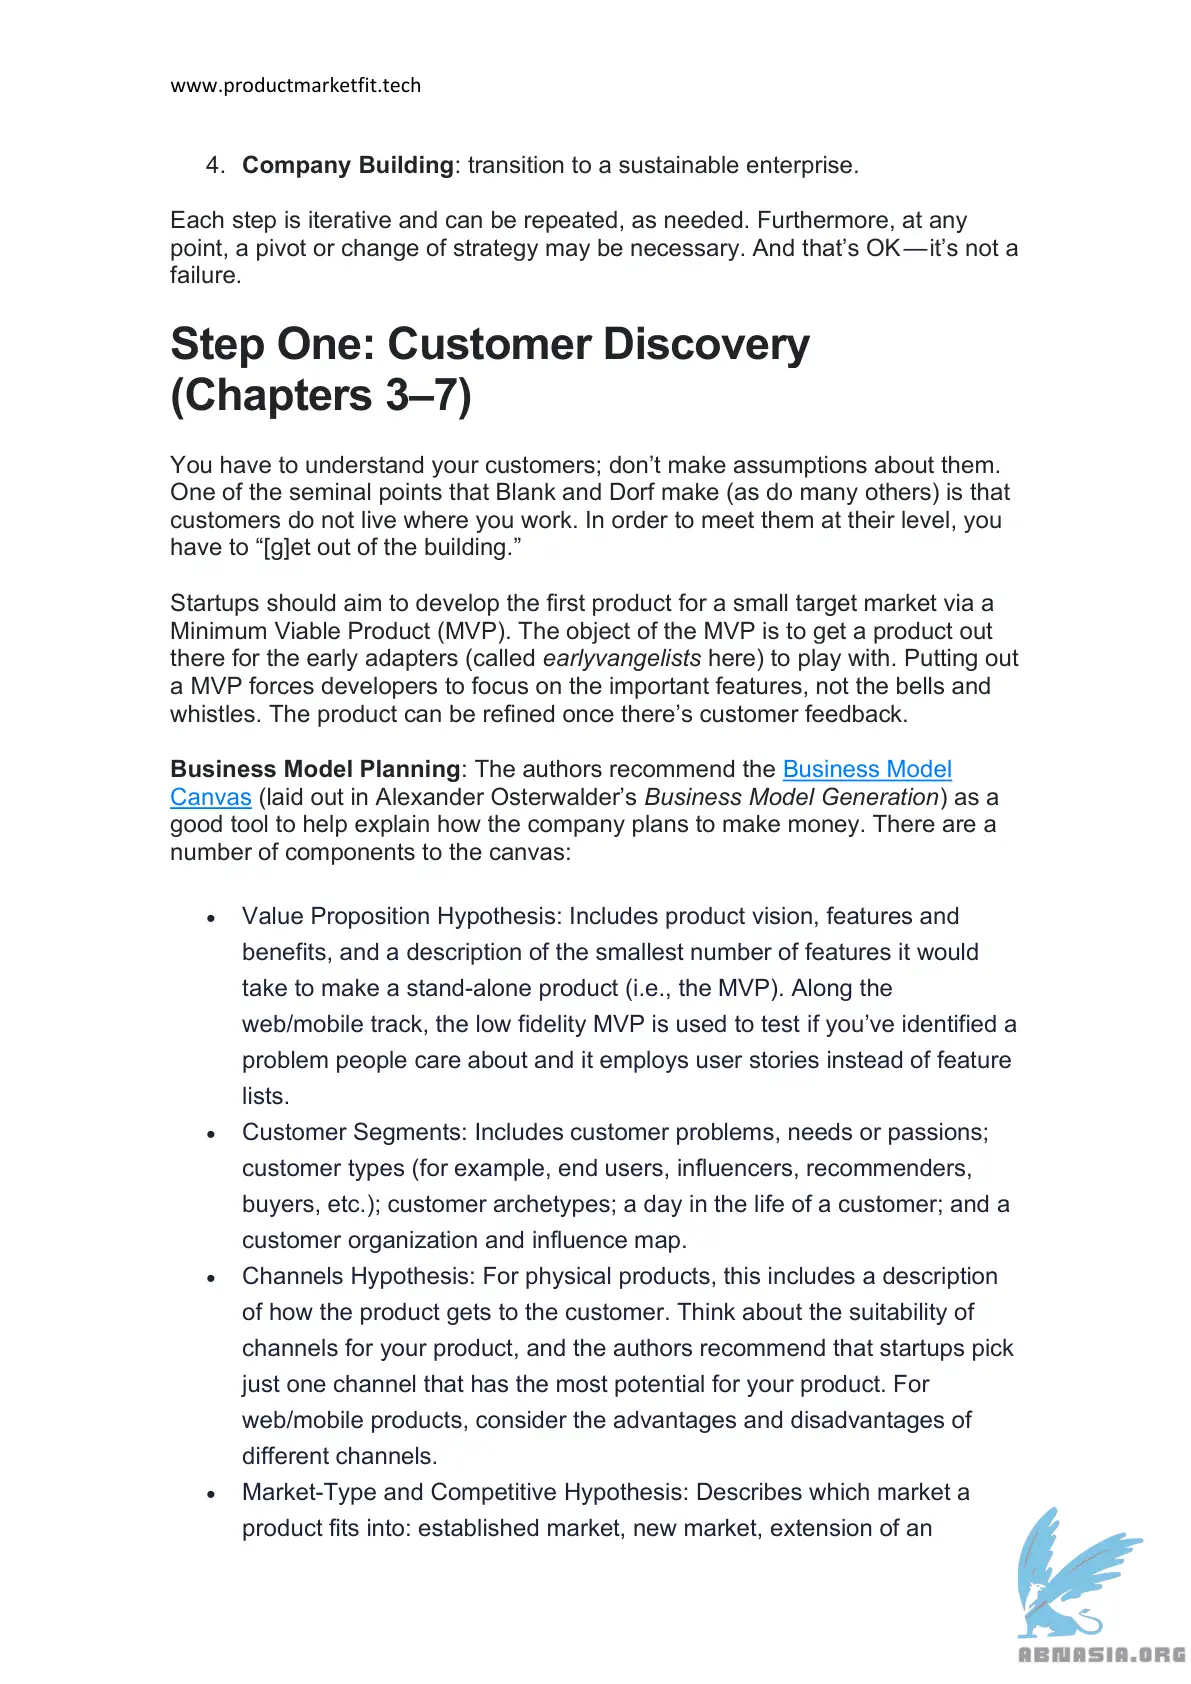 www.productmarketfit.tech
4. Company Building: transition to a sustainable enterprise.
Each step is iterative and can be repeated, as needed. Furthermore, at any
point, a pivot or change of strategy may be necessary. And that’s OK — it’s not a
failure.
Step One: Customer Discovery
(Chapters 3–7)
You have to understand your customers; don’t make assumptions about them.
One of the seminal points that Blank and Dorf make (as do many others) is that
customers do not live where you work. In order to meet them at their level, you
have to “[g]et out of the building.”
Startups should aim to develop the first product for a small target market via a
Minimum Viable Product (MVP). The object of the MVP is to get a product out
there for the early adapters (called earlyvangelists here) to play with. Putting out
a MVP forces developers to focus on the important features, not the bells and
whistles. The product can be refined once there’s customer feedback.
Business Model Planning: The authors recommend the Business Model
Canvas (laid out in Alexander Osterwalder’s Business Model Generation) as a
good tool to help explain how the company plans to make money. There are a
number of components to the canvas:
• Value Proposition Hypothesis: Includes product vision, features and
benefits, and a description of the smallest number of features it would
take to make a stand-alone product (i.e., the MVP). Along the
web/mobile track, the low fidelity MVP is used to test if you’ve identified a
problem people care about and it employs user stories instead of feature
lists.
• Customer Segments: Includes customer problems, needs or passions;
customer types (for example, end users, influencers, recommenders,
buyers, etc.); customer archetypes; a day in the life of a customer; and a
customer organization and influence map.
• Channels Hypothesis: For physical products, this includes a description
of how the product gets to the customer. Think about the suitability of
channels for your product, and the authors recommend that startups pick
just one channel that has the most potential for your product. For
web/mobile products, consider the advantages and disadvantages of
different channels.
• Market-Type and Competitive Hypothesis: Describes which market a
product fits into: established market, new market, extension of an
ABNASIA.ORG